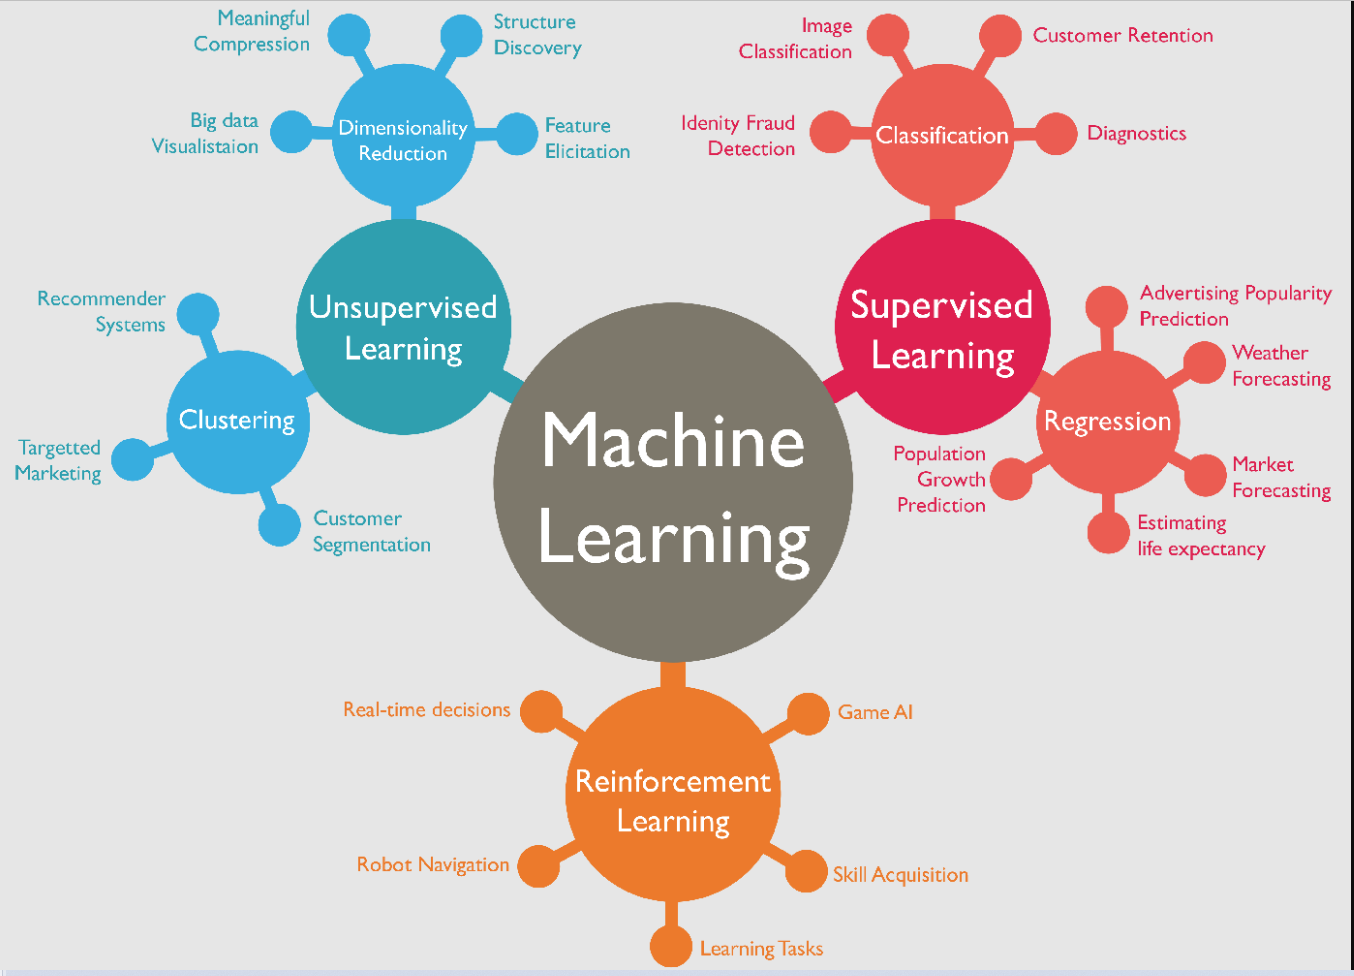 Meaningful
Compression
Structure
Discovery
Big data
Visualistaion
Dimensionality
Reduction
Feature
Elicitation
Image
Classification
Customer Retention
Idenity Fraud
Detection
Classification
Diagnostics
Unsupervised
Learning
Supervised
Learning
Recommender
Systems
Clustering
Targetted
Marketing
Customer
Segmentation
Machine
Learning
Advertising Popularity
Prediction
Weather
Forecasting
Regression
Population
Growth
Prediction
Market
Forecasting
Estimating
life expectancy
Real-time decisions
Game AI
Reinforcement
Learning
Robot Navigation
Skill Acquisition
Learning Tasks